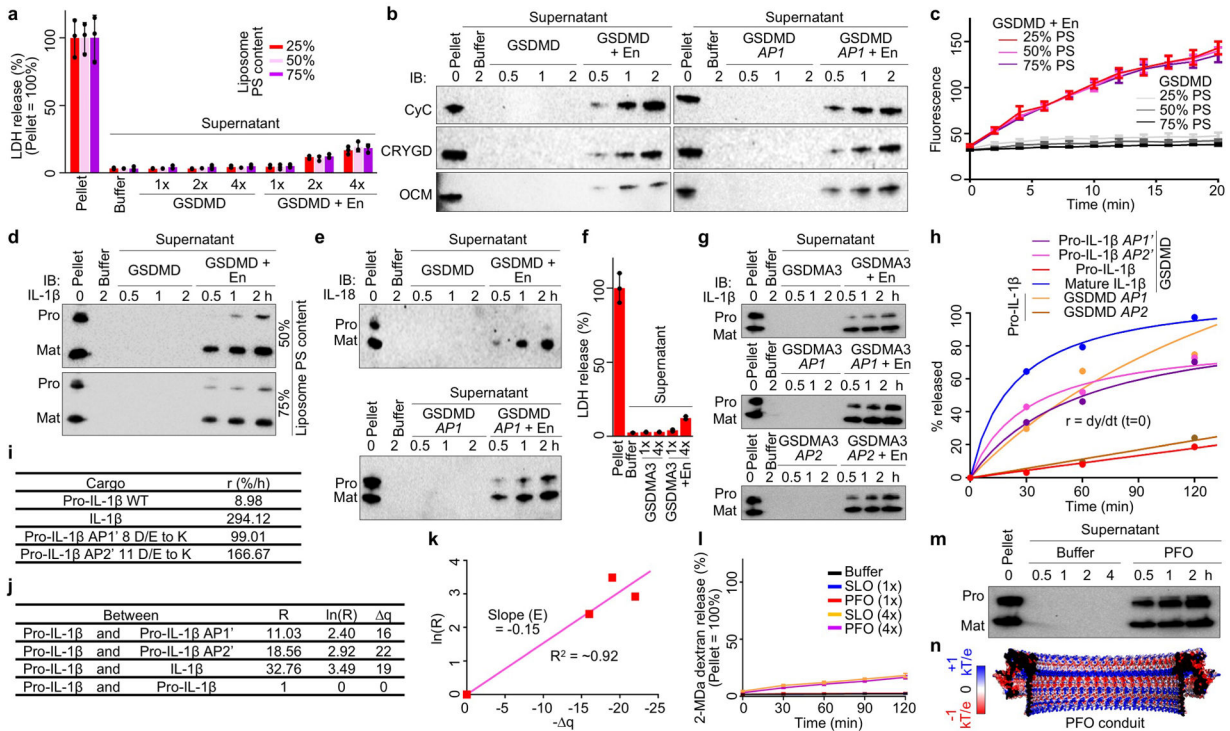 a
LDH release (%)
(Pellet = 100%)
100
50
0
Liposome
PS content
25%
50%
75%
Supernatant
Pellet
Buffer
1x 2x 4x 1x 2x 4x
GSDMD GSDMD + En
b
Supernatant
Pellet Buffer GSDMD GSDMD + En GSDMD AP1 GSDMD AP1 + En
IB: 0 2 0.5 1 2 0.5 1 2 0 2 0.5 1 2 0.5 1 2
CyC
CRYGD
OCM
c
GSDMD + En
25% PS
50% PS
75% PS
GSDMD
25% PS
50% PS
75% PS
Fluorescence
150
100
50
0
0 5 10 15 20
Time (min)
d
Supernatant
Pellet Buffer GSDMD GSDMD + En
IB:
IL-1β 0 2 0.5 1 2 0.5 1 2 h
Pro
Mat
50%
Pro
Mat
75%
Liposome PS content
e
Supernatant
Pellet Buffer GSDMD GSDMD + En
IB:
IL-18 0 2 0.5 1 2 0.5 1 2 h
Pro
Mat
Supernatant
Pellet Buffer GSDMD AP1 GSDMD AP1 + En
0 2 0.5 1 2 0.5 1 2 h
Pro
Mat
f
LDH release (%)
100
80
60
40
20
0
Supernatant
Pellet
Buffer
1x 4x 1x 4x
GSDMA3 GSDMA3 +En
g
Supernatant
Pellet Buffer GSDMA3 GSDMA3 + En
IB:
IL-1β 0 2 0.5 1 2 0.5 1 2 h
Pro
Mat
Pellet Buffer GSDMA3 AP1 GSDMA3 AP1 + En
0 2 0.5 1 2 0.5 1 2 h
Pro
Mat
Pellet Buffer GSDMA3 AP2 GSDMA3 AP2 + En
0 2 0.5 1 2 0.5 1 2 h
Pro
Mat
h
Pro-IL-1β AP1'
Pro-IL-1β AP2'
Pro-IL-1β
Mature IL-1β
GSDMD
GSDMD AP1
GSDMD AP2
Pro-IL-1β
% released
100
80
60
40
20
0
r = dy/dt (t=0)
0 30 60 90 120
Time (min)
i
Cargo r (%/h)
Pro-IL-1β WT 8.98
IL-1β 294.12
Pro-IL-1β AP1' 8 D/E to K 99.01
Pro-IL-1β AP2' 11 D/E to K 166.67
j
Between R ln(R) Δq
Pro-IL-1β and Pro-IL-1β AP1' 11.03 2.40 16
Pro-IL-1β and Pro-IL-1β AP2' 18.56 2.92 22
Pro-IL-1β and IL-1β 32.76 3.49 19
Pro-IL-1β and Pro-IL-1β 1 0 0
k
ln(R)
4
3
2
1
0
Slope (E)
= -0.15
R² = ~0.92
0 -5 -10 -15 -20 -25
-Δq
l
2-MDa dextran release (%)
(Pellet = 100%)
100
50
0
Buffer
SLO (1x)
PFO (1x)
SLO (4x)
PFO (4x)
0 30 60 90 120
Time (min)
m
Supernatant
Pellet Buffer PFO
0 0.5 1 2 4 0.5 1 2 h
Pro
Mat
n
+1
kT/e
0
-1
kT/e
PFO conduit